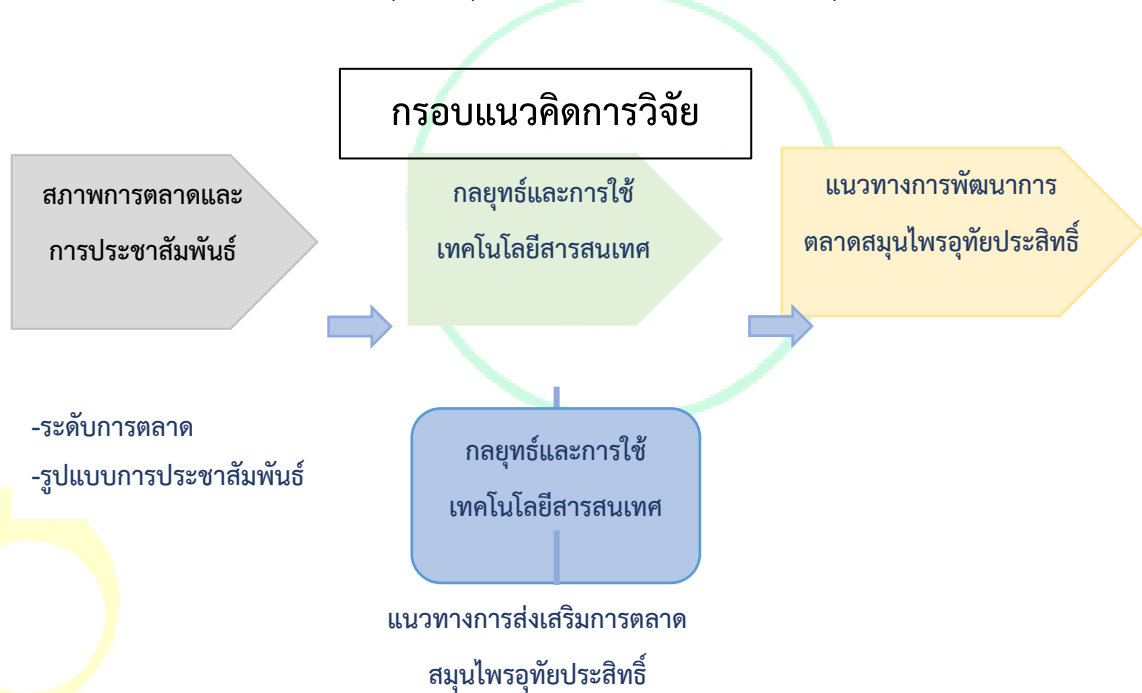 กรอบแนวคิดการวิจัย
สภาพการตลาดและ
การประชาสัมพันธ์
กลยุทธ์และการใช้
เทคโนโลยีสารสนเทศ
แนวทางการพัฒนาการ
ตลาดสมุนไพรอุทัยประสิทธิ์
-ระดับการตลาด
-รูปแบบการประชาสัมพันธ์
กลยุทธ์และการใช้
เทคโนโลยีสารสนเทศ
แนวทางการส่งเสริมการตลาด
สมุนไพรอุทัยประสิทธิ์